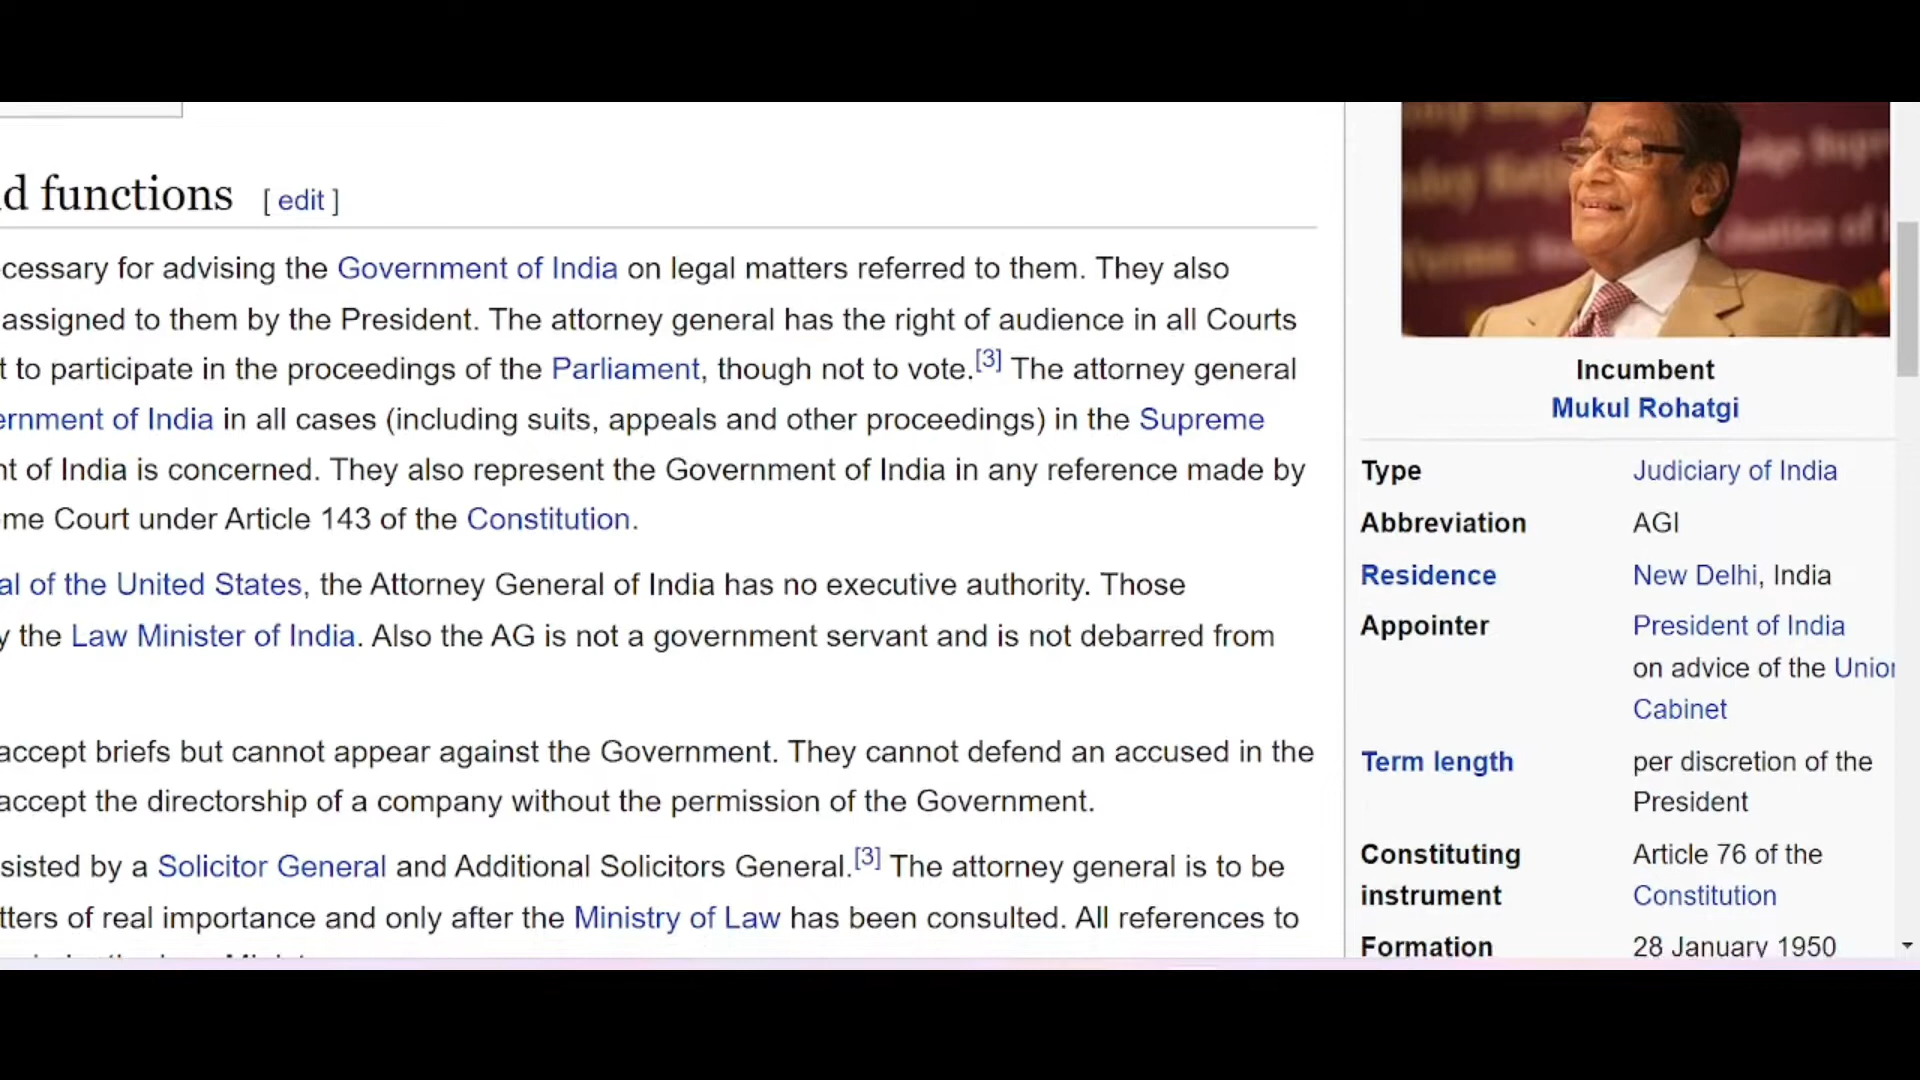 d functions [ edit ]
cessary for advising the Government of India on legal matters referred to them. They also
assigned to them by the President. The attorney general has the right of audience in all Courts
t to participate in the proceedings of the Parliament, though not to vote.[3] The attorney general
ernment of India in all cases (including suits, appeals and other proceedings) in the Supreme
nt of India is concerned. They also represent the Government of India in any reference made by
me Court under Article 143 of the Constitution.
al of the United States, the Attorney General of India has no executive authority. Those
y the Law Minister of India. Also the AG is not a government servant and is not debarred from
accept briefs but cannot appear against the Government. They cannot defend an accused in the
accept the directorship of a company without the permission of the Government.
sisted by a Solicitor General and Additional Solicitors General.[3] The attorney general is to be
tters of real importance and only after the Ministry of Law has been consulted. All references to
Incumbent
Mukul Rohatgi
Type Judiciary of India
Abbreviation AGI
Residence New Delhi, India
Appointer President of India
on advice of the Union
Cabinet
Term length per discretion of the
President
Constituting Article 76 of the
instrument Constitution
Formation 28 January 1950